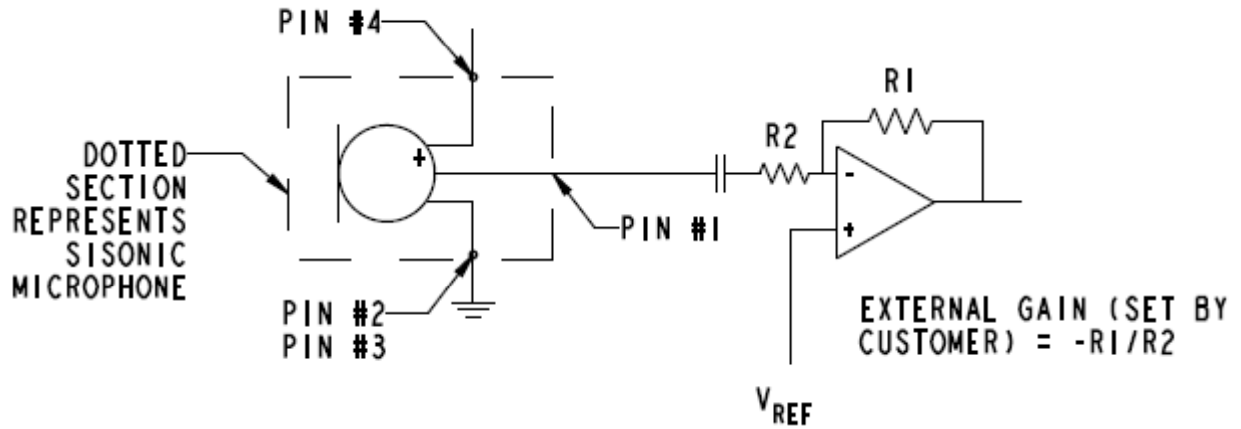 PIN #4
R1
R2
DOTTED
SECTION
REPRESENTS
SISONIC
MICROPHONE
+
-
+
PIN #1
PIN #2
PIN #3
EXTERNAL GAIN (SET BY
CUSTOMER) = -R1/R2
VREF